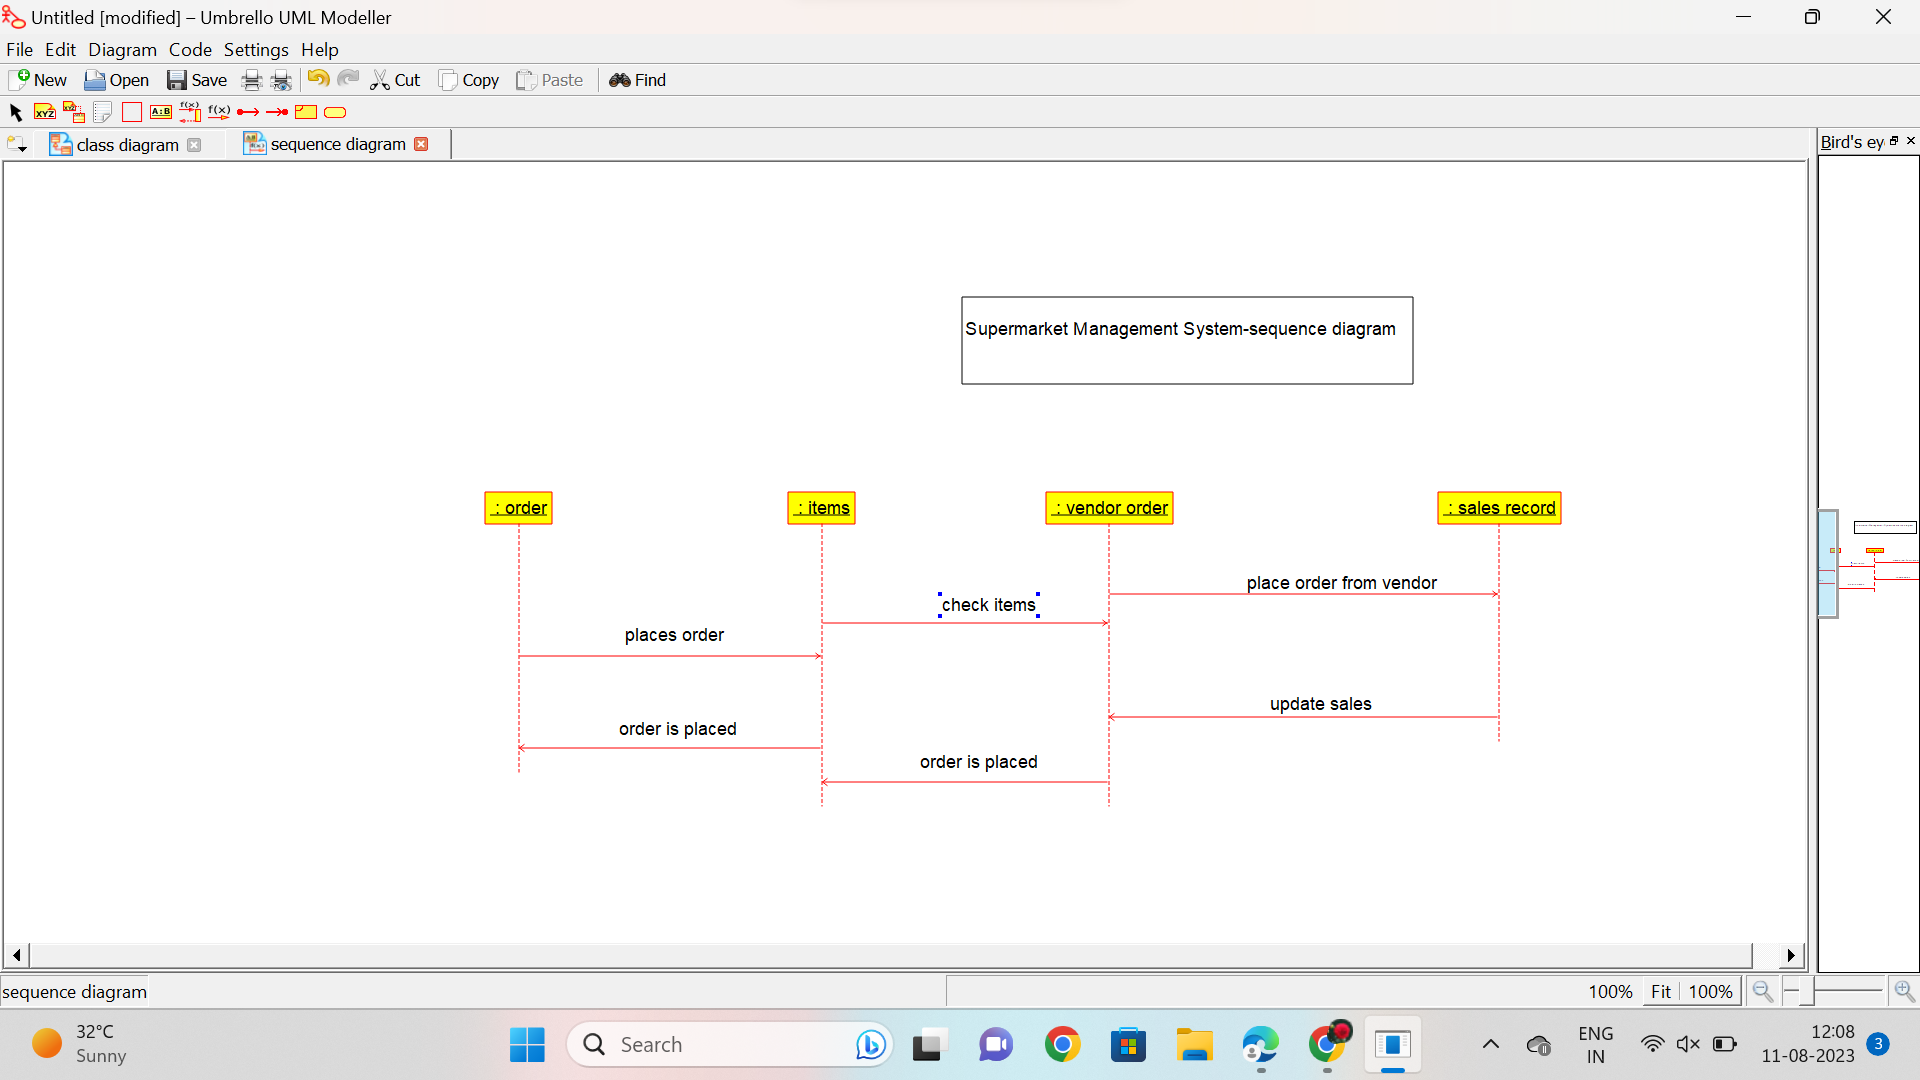 Untitled [modified] – Umbrello UML Modeller
File Edit Diagram Code Settings Help
New Open Save Cut Copy Paste Find
XYZ XYZ A:B f(x) f(x)
class diagram sequence diagram
Bird's ey
Supermarket Management System-sequence diagram
: order : items : vendor order : sales record
place order from vendor
check items
places order
update sales
order is placed
order is placed
sequence diagram
100% Fit 100%
32°C
Sunny
Search
ENG
IN
12:08
11-08-2023
3